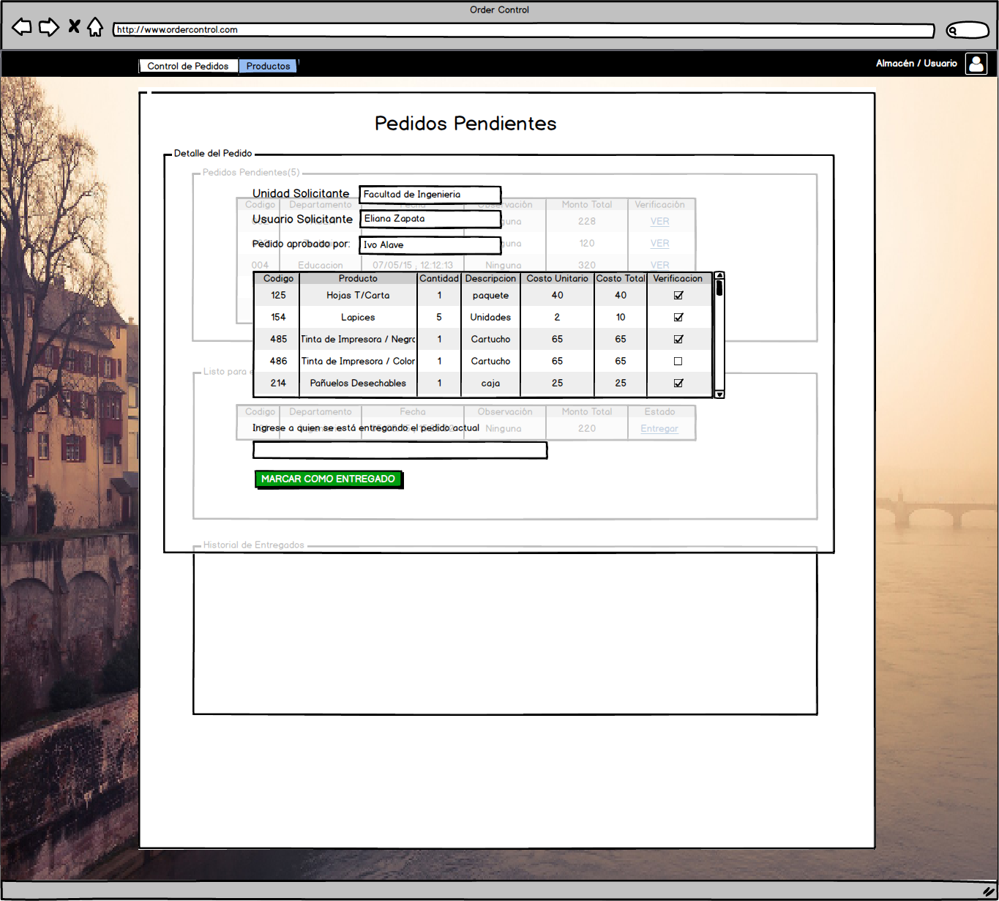 Order Control
http://www.ordercontrol.com
Control de Pedidos Productos Almacén / Usuario
Pedidos Pendientes
Detalle del Pedido
Pedidos Pendientes(5)
Unidad Solicitante Facultad de Ingenieria
Codigo Departamento Fecha Observación Monto Total Verificación
Usuario Solicitante Eliana Zapata
228 VER
Pedido aprobado por: Ivo Alave
120 VER
004 Educacion 07/05/15 ; 12:12:13 Ninguna 320 VER
Codigo Producto Cantidad Descripcion Costo Unitario Costo Total Verificacion
125 Hojas T/Carta 1 paquete 40 40
154 Lapices 5 Unidades 2 10
485 Tinta de Impresora / Negro 1 Cartucho 65 65
486 Tinta de Impresora / Color 1 Cartucho 65 65
Listo para
214 Pañuelos Desechables 1 caja 25 25
Codigo Departamento Fecha Observación Monto Total Estado
Ingrese a quien se está entregando el pedido actual
Ninguna 220 Entregar
MARCAR COMO ENTREGADO
Historial de Entregados